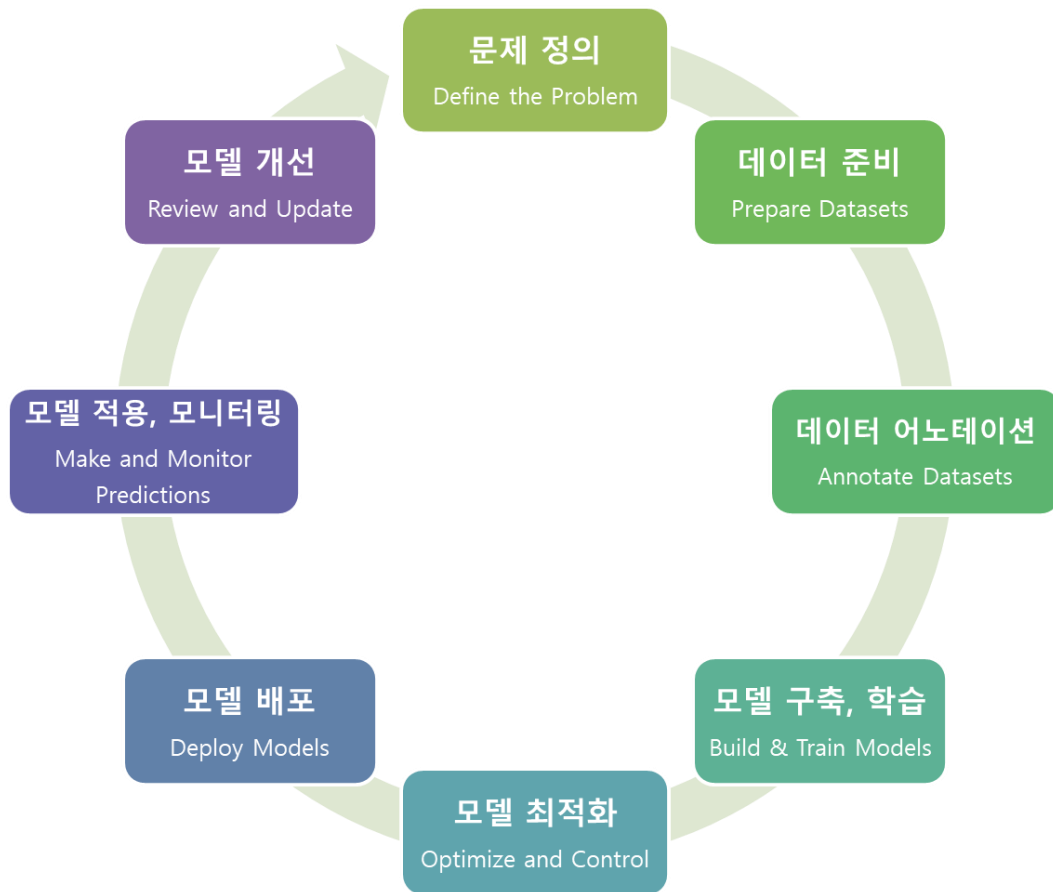 문제 정의
Define the Problem
데이터 준비
Prepare Datasets
데이터 어노테이션
Annotate Datasets
모델 구축, 학습
Build & Train Models
모델 최적화
Optimize and Control
모델 배포
Deploy Models
모델 적용, 모니터링
Make and Monitor
Predictions
모델 개선
Review and Update